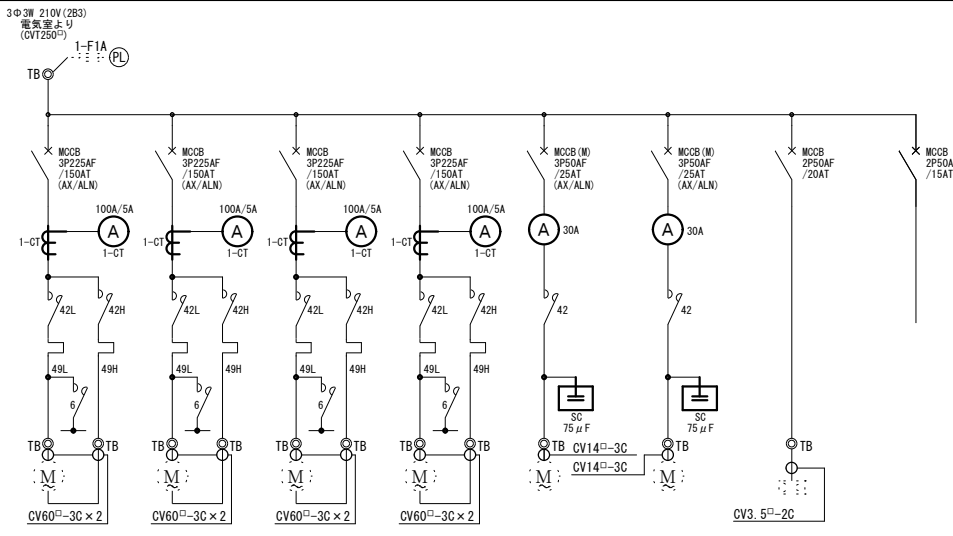 3Φ3W 210V(2B3)
電気室より
(CVT250□)
1-F1A
PL
TB
MCCB
3P225AF
/150AT
(AX/ALN)
MCCB
3P225AF
/150AT
(AX/ALN)
MCCB
3P225AF
/150AT
(AX/ALN)
MCCB
3P225AF
/150AT
(AX/ALN)
MCCB(M)
3P50AF
/25AT
(AX/ALN)
MCCB(M)
3P50AF
/25AT
(AX/ALN)
MCCB
2P50AF
/20AT
MCCB
2P50A
/15AT
100A/5A
1-CT
A
1-CT
100A/5A
1-CT
A
1-CT
100A/5A
1-CT
A
1-CT
100A/5A
1-CT
A
1-CT
A
30A
A
30A
42L
42H
42L
42H
42L
42H
42L
42H
42
42
49L
49H
49L
49H
49L
49H
49L
49H
6
6
6
6
SC
75μF
SC
75μF
TB
TB
TB
TB
TB
TB
TB
TB
TB
TB
TB
M
M
M
M
M
M
CV14□-3C
CV14□-3C
CV60□-3C×2
CV60□-3C×2
CV60□-3C×2
CV60□-3C×2
CV3.5□-2C